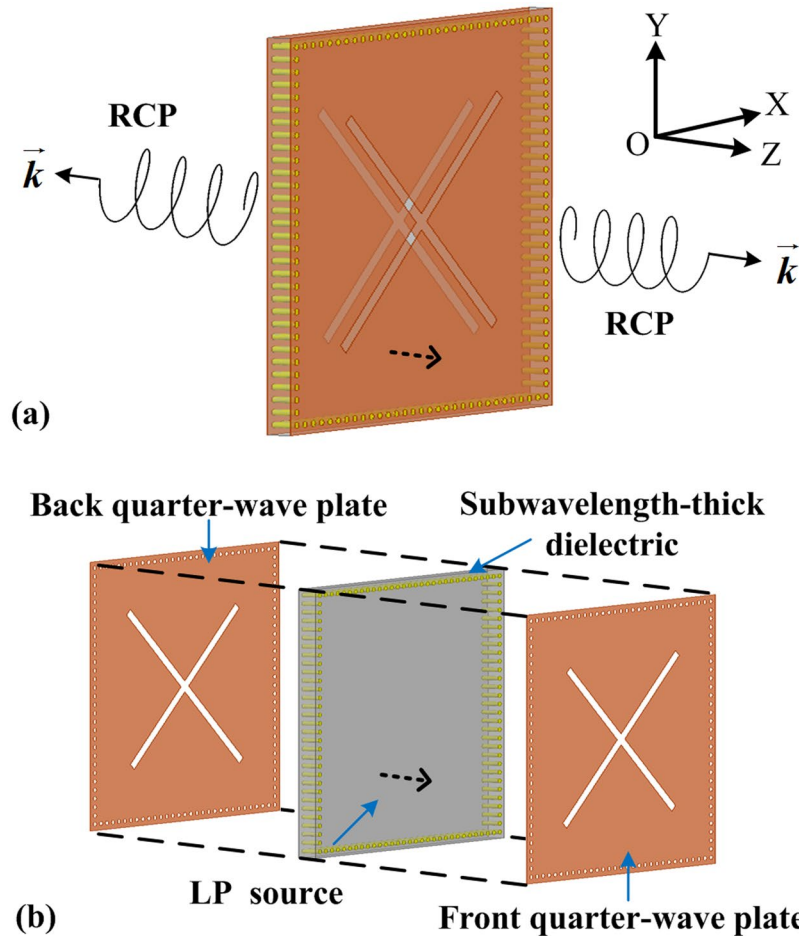 Y
X
O
Z
RCP
k
k
RCP
(a)
Back quarter-wave plate
Subwavelength-thick
dielectric
LP source
Front quarter-wave plate
(b)